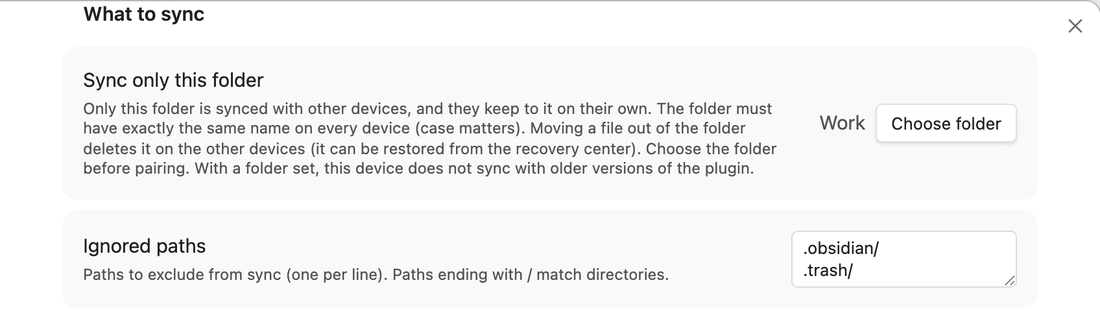 What to sync
Sync only this folder
Only this folder is synced with other devices, and they keep to it on their own. The folder must
have exactly the same name on every device (case matters). Moving a file out of the folder
deletes it on the other devices (it can be restored from the recovery center). Choose the folder
before pairing. With a folder set, this device does not sync with older versions of the plugin.
Work
Choose folder
Ignored paths
Paths to exclude from sync (one per line). Paths ending with / match directories.
.obsidian/
.trash/